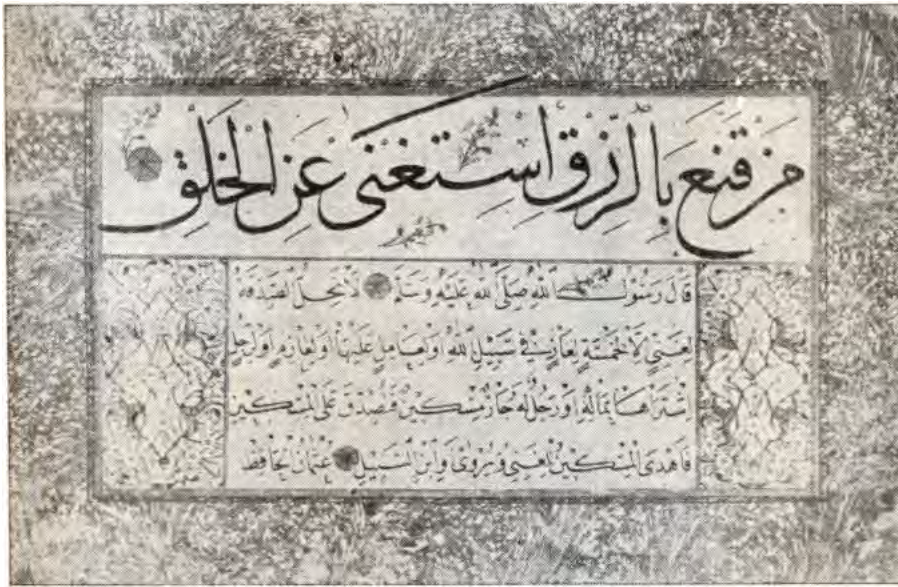 من قنع بالرزق استغنى عن الخلق
قال رسول الله صلى الله عليه وسلم لا تحل الصدقة
لغني إلا لخمسة لغاز في سبيل الله أو لعامل عليها أو لغارم أو لرجل
اشتراها بماله أو رجل له جار مسكين فتصدق على المسكين
فأهدى المسكين لغني ويروى وابن السبيل عثمان الحافظ